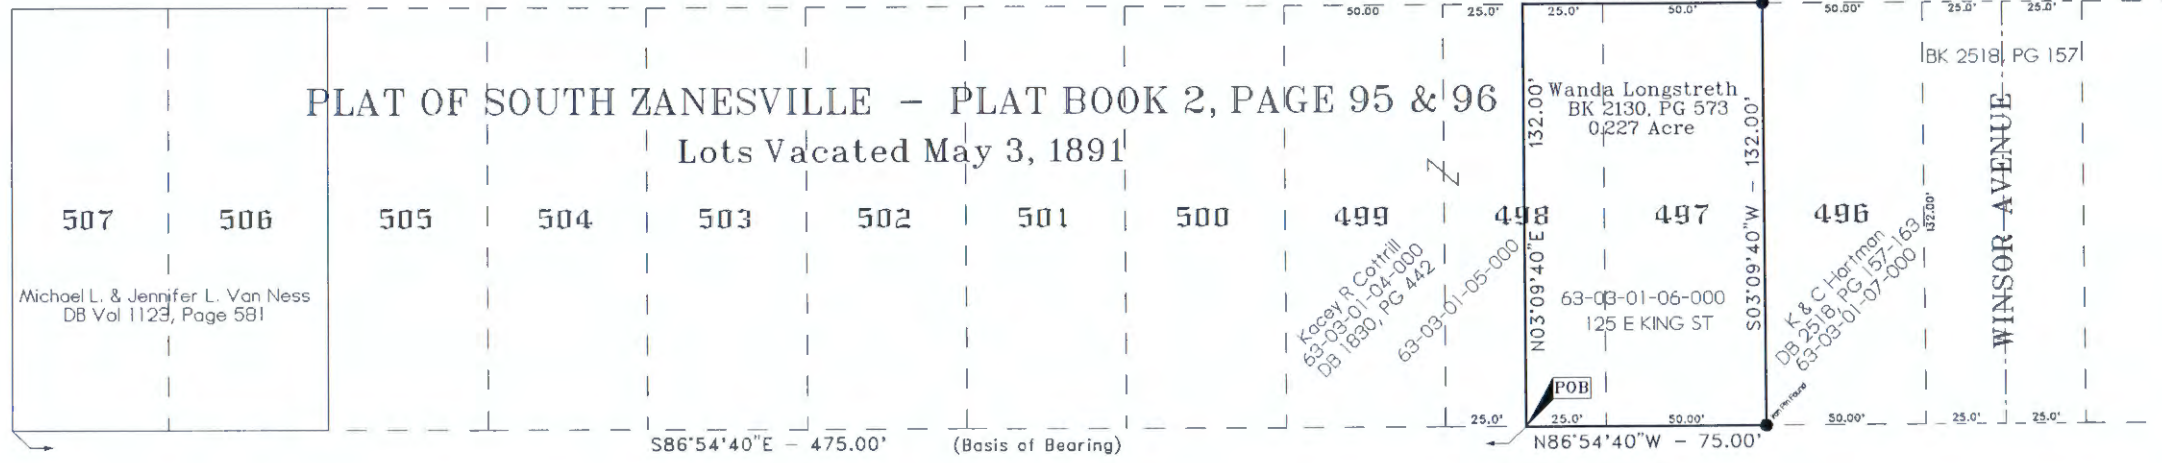 50.00
25.0'
25.0'
50.0'
50.00'
25.0'
25.0'
BK 2518, PG 157
PLAT OF SOUTH ZANESVILLE – PLAT BOOK 2, PAGE 95 & 96
Lots Vacated May 3, 1891
Wanda Longstreth
BK 2130, PG 573
0.227 Acre
N03°09'40"E 132.00'
S03°09'40"W – 132.00'
132.00'
WINSOR AVENUE
507
506
505
504
503
502
501
500
499
498
497
496
Michael L. & Jennifer L. Van Ness
DB Vol 1123, Page 581
Kacey R Cottrill
63-03-01-04-000
DB 1830, PG 442
63-03-01-05-000
63-03-01-06-000
125 E KING ST
K & C Hartman
DB 2518, PG 157-163
63-03-01-07-000
Iron Pin Found
POB
25.0'
25.0'
50.00'
50.00'
25.0'
25.0'
S86°54'40"E – 475.00'
(Basis of Bearing)
N86°54'40"W – 75.00'